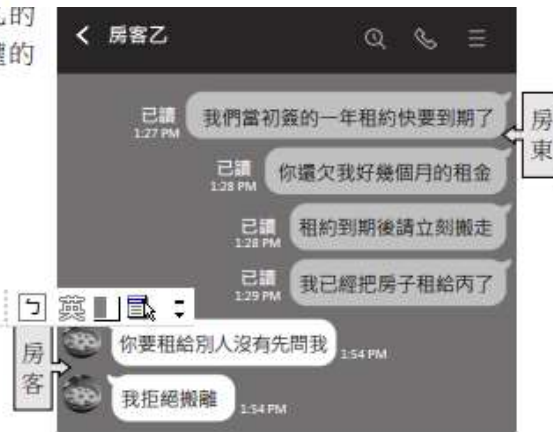 的
的
房客乙
已讀
1:27 PM
我們當初簽的一年租約快要到期了
房東
已讀
1:28 PM
你還欠我好幾個月的租金
已讀
1:28 PM
租約到期後請立刻搬走
已讀
1:29 PM
我已經把房子租給丙了
ㄅ 英
房客
你要租給別人沒有先問我
1:54 PM
我拒絕搬離
1:54 PM